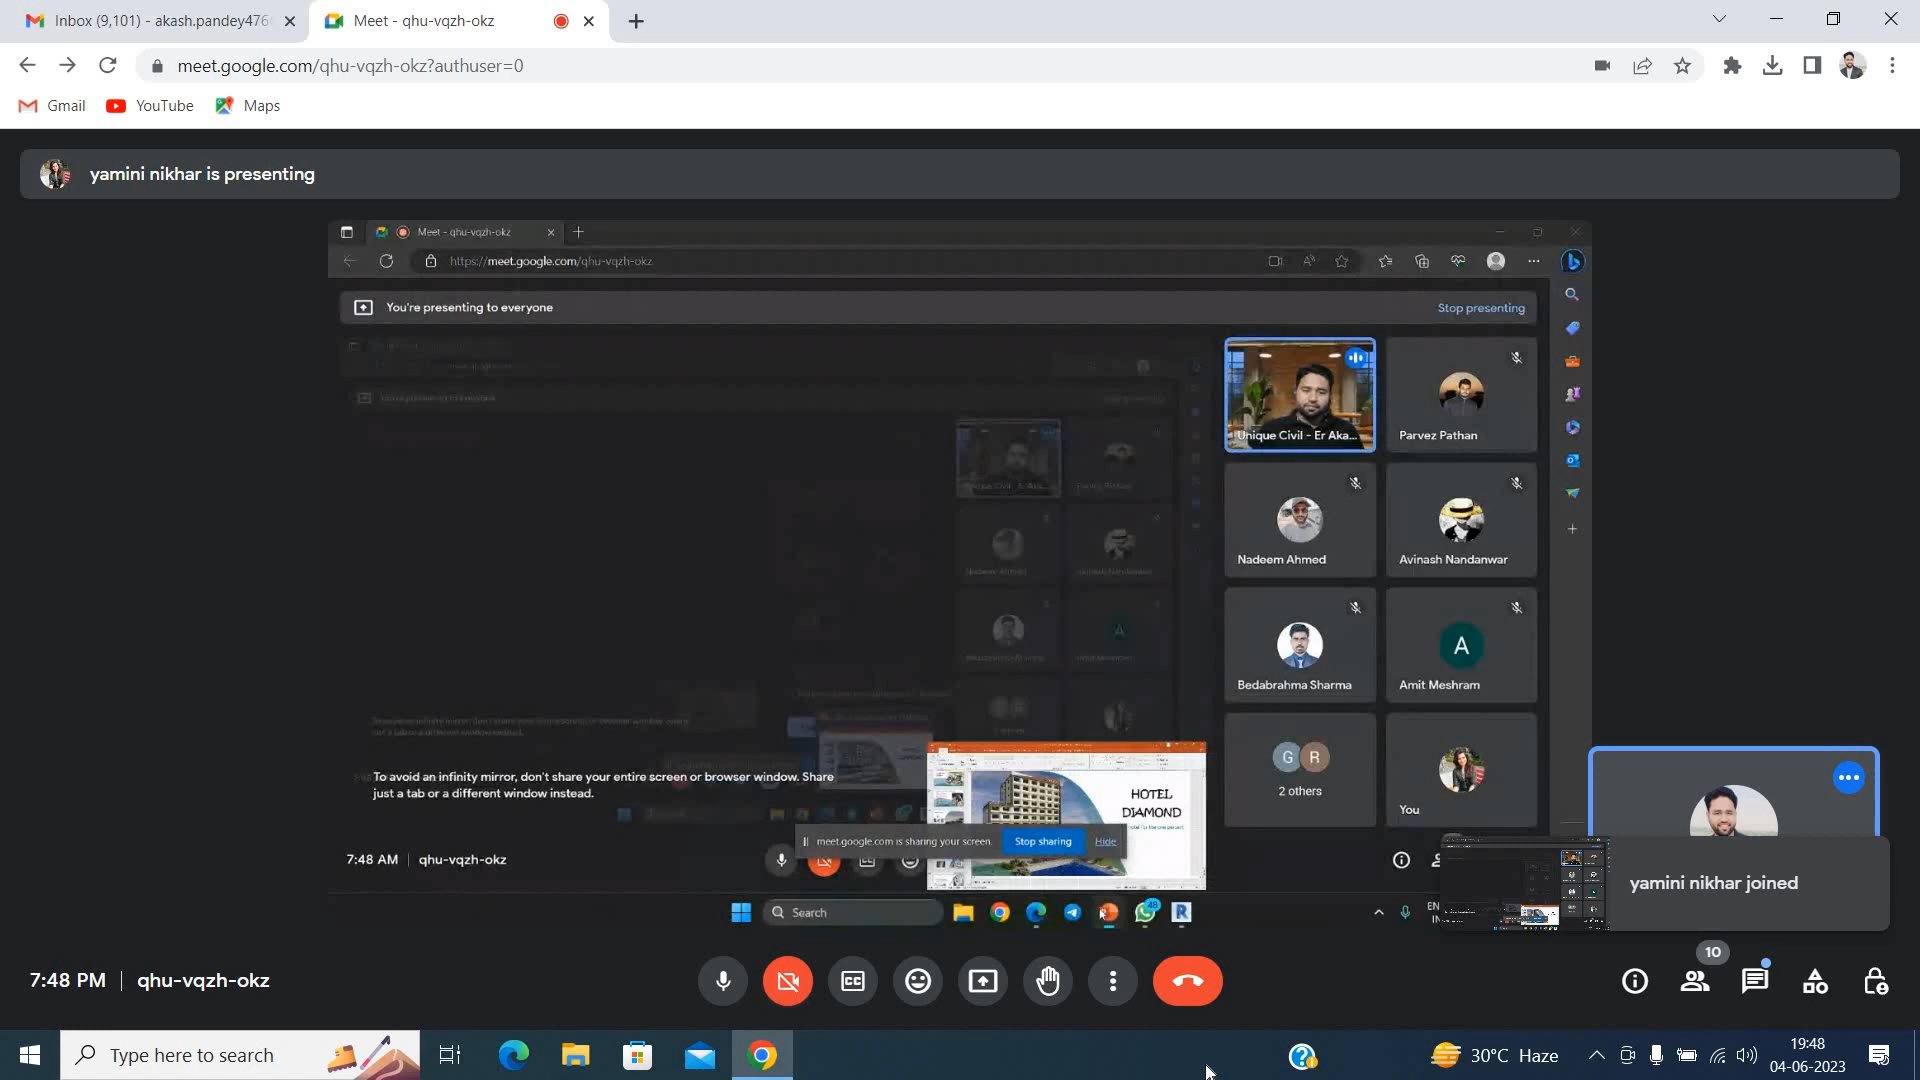 Inbox (9,101) - akash.pandey476
Meet - qhu-vqzh-okz
meet.google.com/qhu-vqzh-okz?authuser=0
Gmail
YouTube
Maps
yamini nikhar is presenting
Meet - qhu-vqzh-okz
https://meet.google.com/qhu-vqzh-okz
You're presenting to everyone
Stop presenting
Unique Civil - Er Aka...
Parvez Pathan
Nadeem Ahmed
Avinash Nandanwar
Bedabrahma Sharma
A
Amit Meshram
G R
2 others
You
To avoid an infinity mirror, don't share your entire screen or browser window. Share
just a tab or a different window instead.
HOTEL
DIAMOND
meet.google.com is sharing your screen.
Stop sharing
Hide
7:48 AM
qhu-vqzh-okz
Search
48
EN
yamini nikhar joined
7:48 PM
qhu-vqzh-okz
10
Type here to search
30°C Haze
19:48
04-06-2023